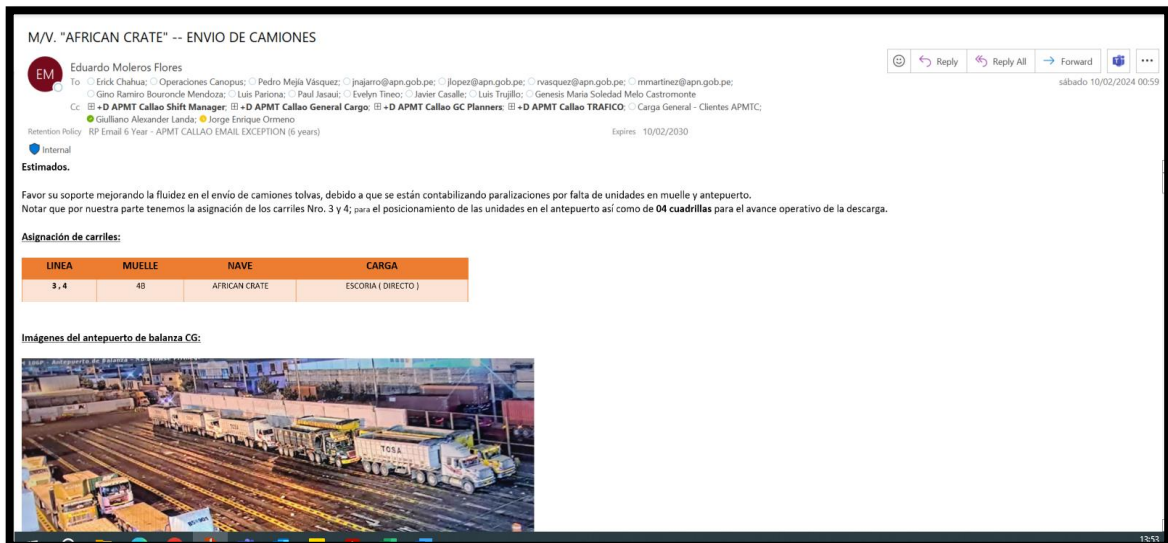 M/V. "AFRICAN CRATE" -- ENVIO DE CAMIONES
EM
Eduardo Moleros Flores
Reply
Reply All
Forward
sábado 10/02/2024 00:59
To Erick Chahua; Operaciones Canopus; Pedro Mejía Vásquez; jnajarro@apn.gob.pe; jlopez@apn.gob.pe; rvasquez@apn.gob.pe; mmartinez@apn.gob.pe;
Gino Ramiro Bouroncle Mendoza; Luis Pariona; Paul Jasaui; Evelyn Tineo; Javier Casalle; Luis Trujillo; Genesis Maria Soledad Melo Castromonte
Cc +D APMT Callao Shift Manager; +D APMT Callao General Cargo; +D APMT Callao GC Planners; +D APMT Callao TRAFICO; Carga General - Clientes APMTC;
Giulliano Alexander Landa; Jorge Enrique Ormeno
Retention Policy RP Email 6 Year - APMT CALLAO EMAIL EXCEPTION (6 years) Expires 10/02/2030
Internal
Estimados.
Favor su soporte mejorando la fluidez en el envío de camiones tolvas, debido a que se están contabilizando paralizaciones por falta de unidades en muelle y antepuerto.
Notar que por nuestra parte tenemos la asignación de los carriles Nro. 3 y 4; para el posicionamiento de las unidades en el antepuerto así como de 04 cuadrillas para el avance operativo de la descarga.
Asignación de carriles:
LINEA MUELLE NAVE CARGA
3 , 4 4B AFRICAN CRATE ESCORIA ( DIRECTO )
Imágenes del antepuerto de balanza CG:
TCSA
13:53